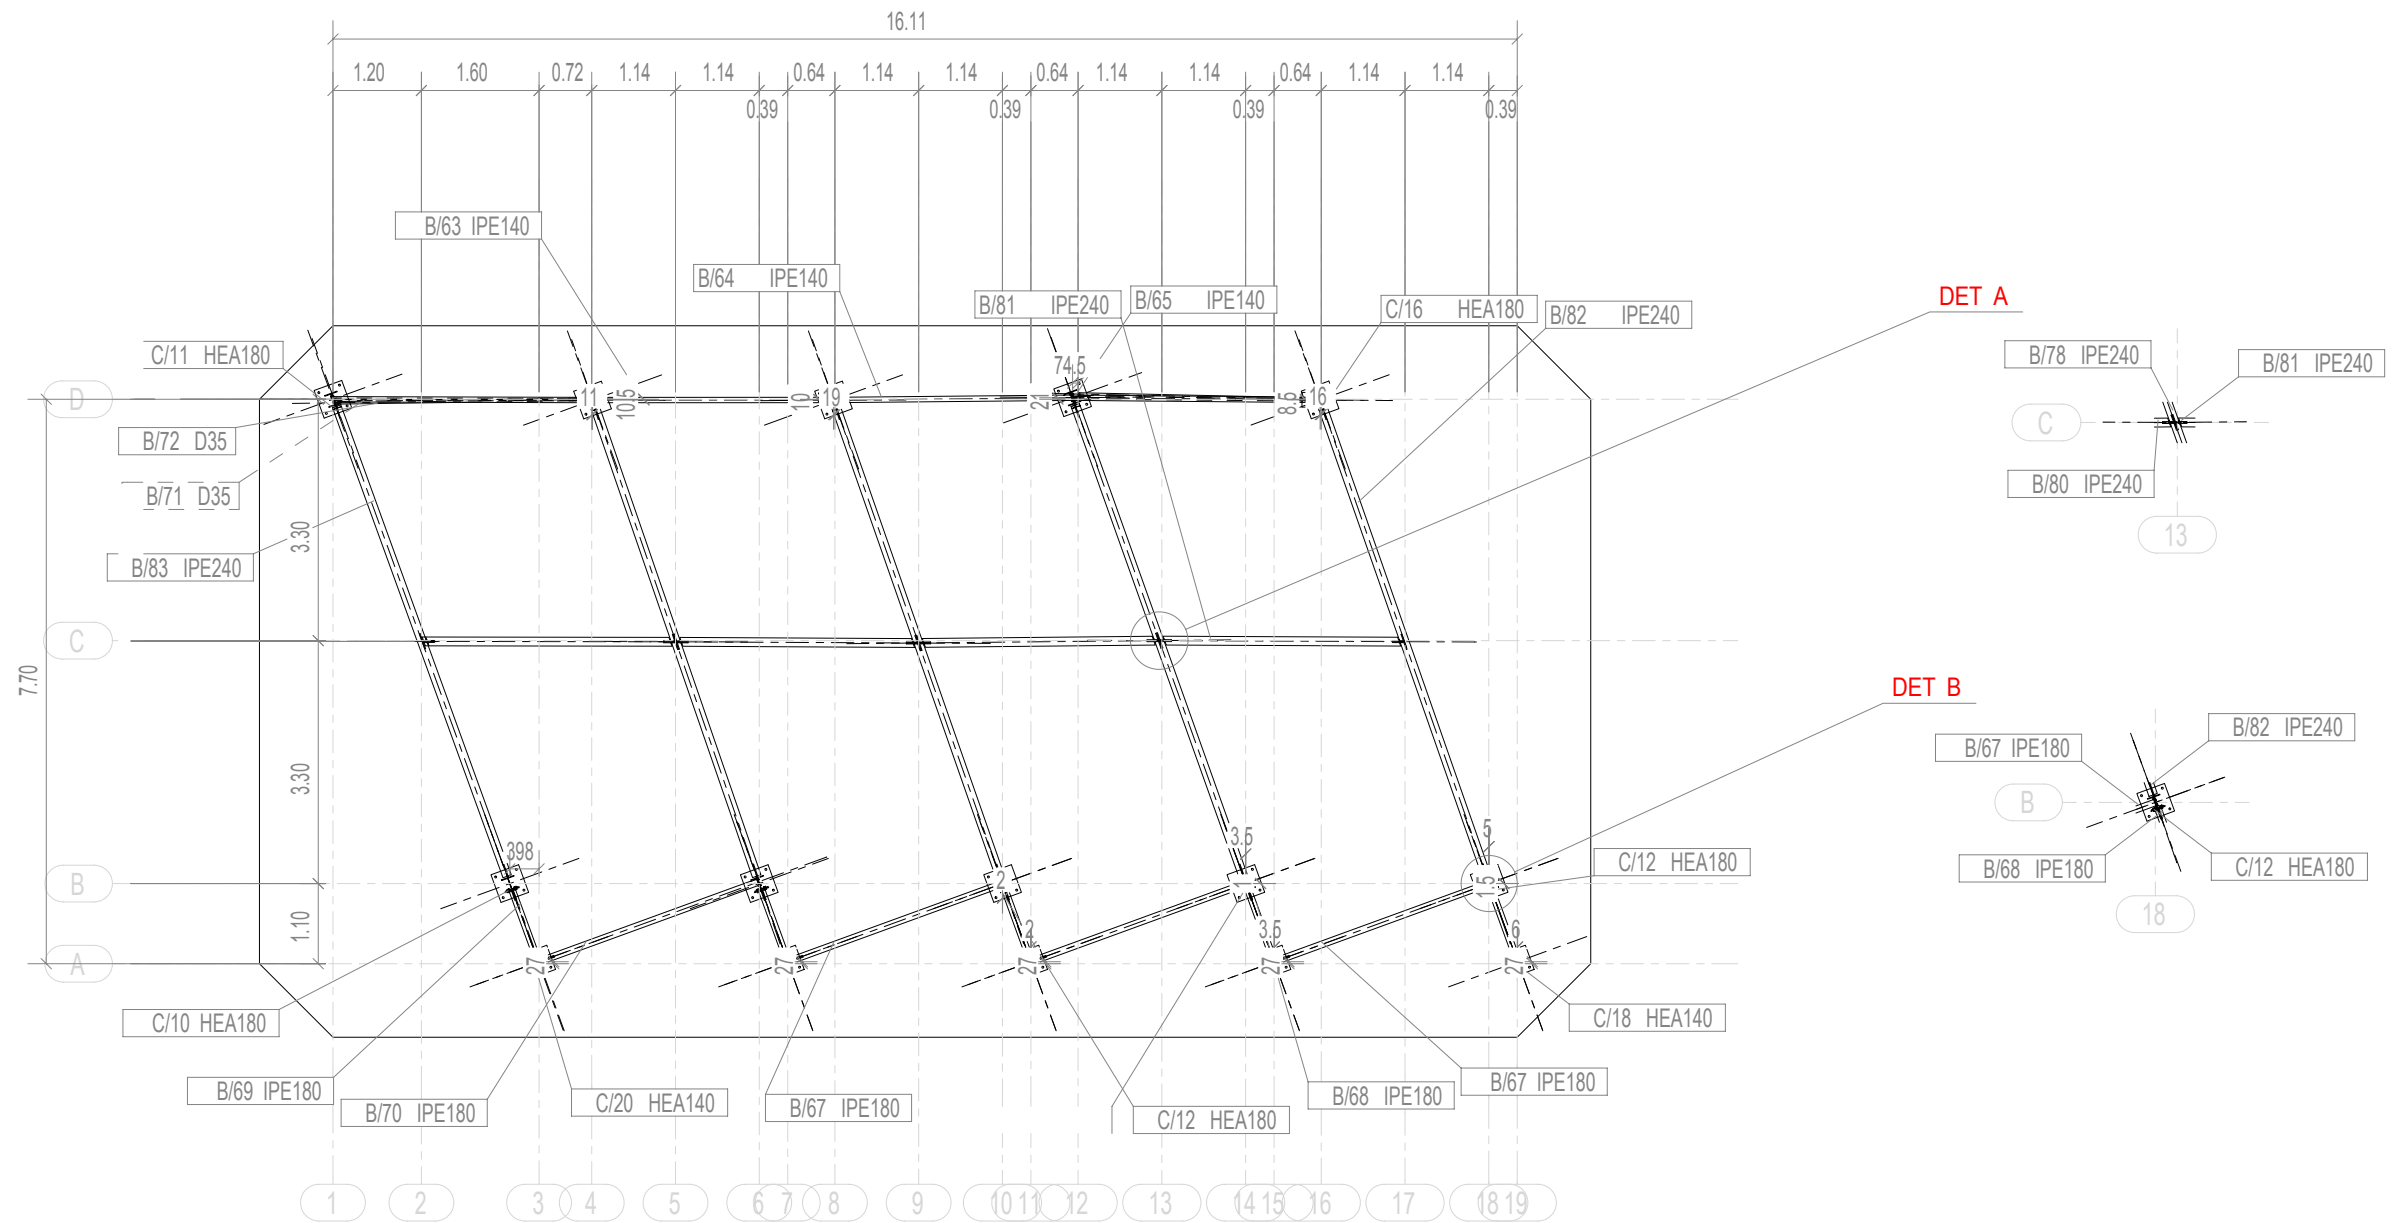 16.11
1.20 1.60 0.72 1.14 1.14 0.64 1.14 1.14 0.64 1.14 1.14 0.64 1.14 1.14
0.39 0.39 0.39 0.39
B/63 IPE140
B/64 IPE140
B/81 IPE240
B/65 IPE140
C/16 HEA180
B/82 IPE240
DET A
C/11 HEA180
74.5
B/78 IPE240
B/81 IPE240
D
11
10.5
10
19
21
8.5
16
C
B/72 D35
B/71 D35
B/80 IPE240
3.30
13
B/83 IPE240
C
7.70
DET B
B/82 IPE240
B/67 IPE180
3.30
B
398
2
3.5
1
5
1.5
C/12 HEA180
B
B/68 IPE180
C/12 HEA180
18
1.10
A
27
27
2
27
3.5
27
6
27
C/10 HEA180
C/18 HEA140
B/69 IPE180
B/70 IPE180
C/20 HEA140
B/67 IPE180
C/12 HEA180
B/68 IPE180
B/67 IPE180
1 2 3 4 5 6 7 8 9 10 11 12 13 14 15 16 17 18 19